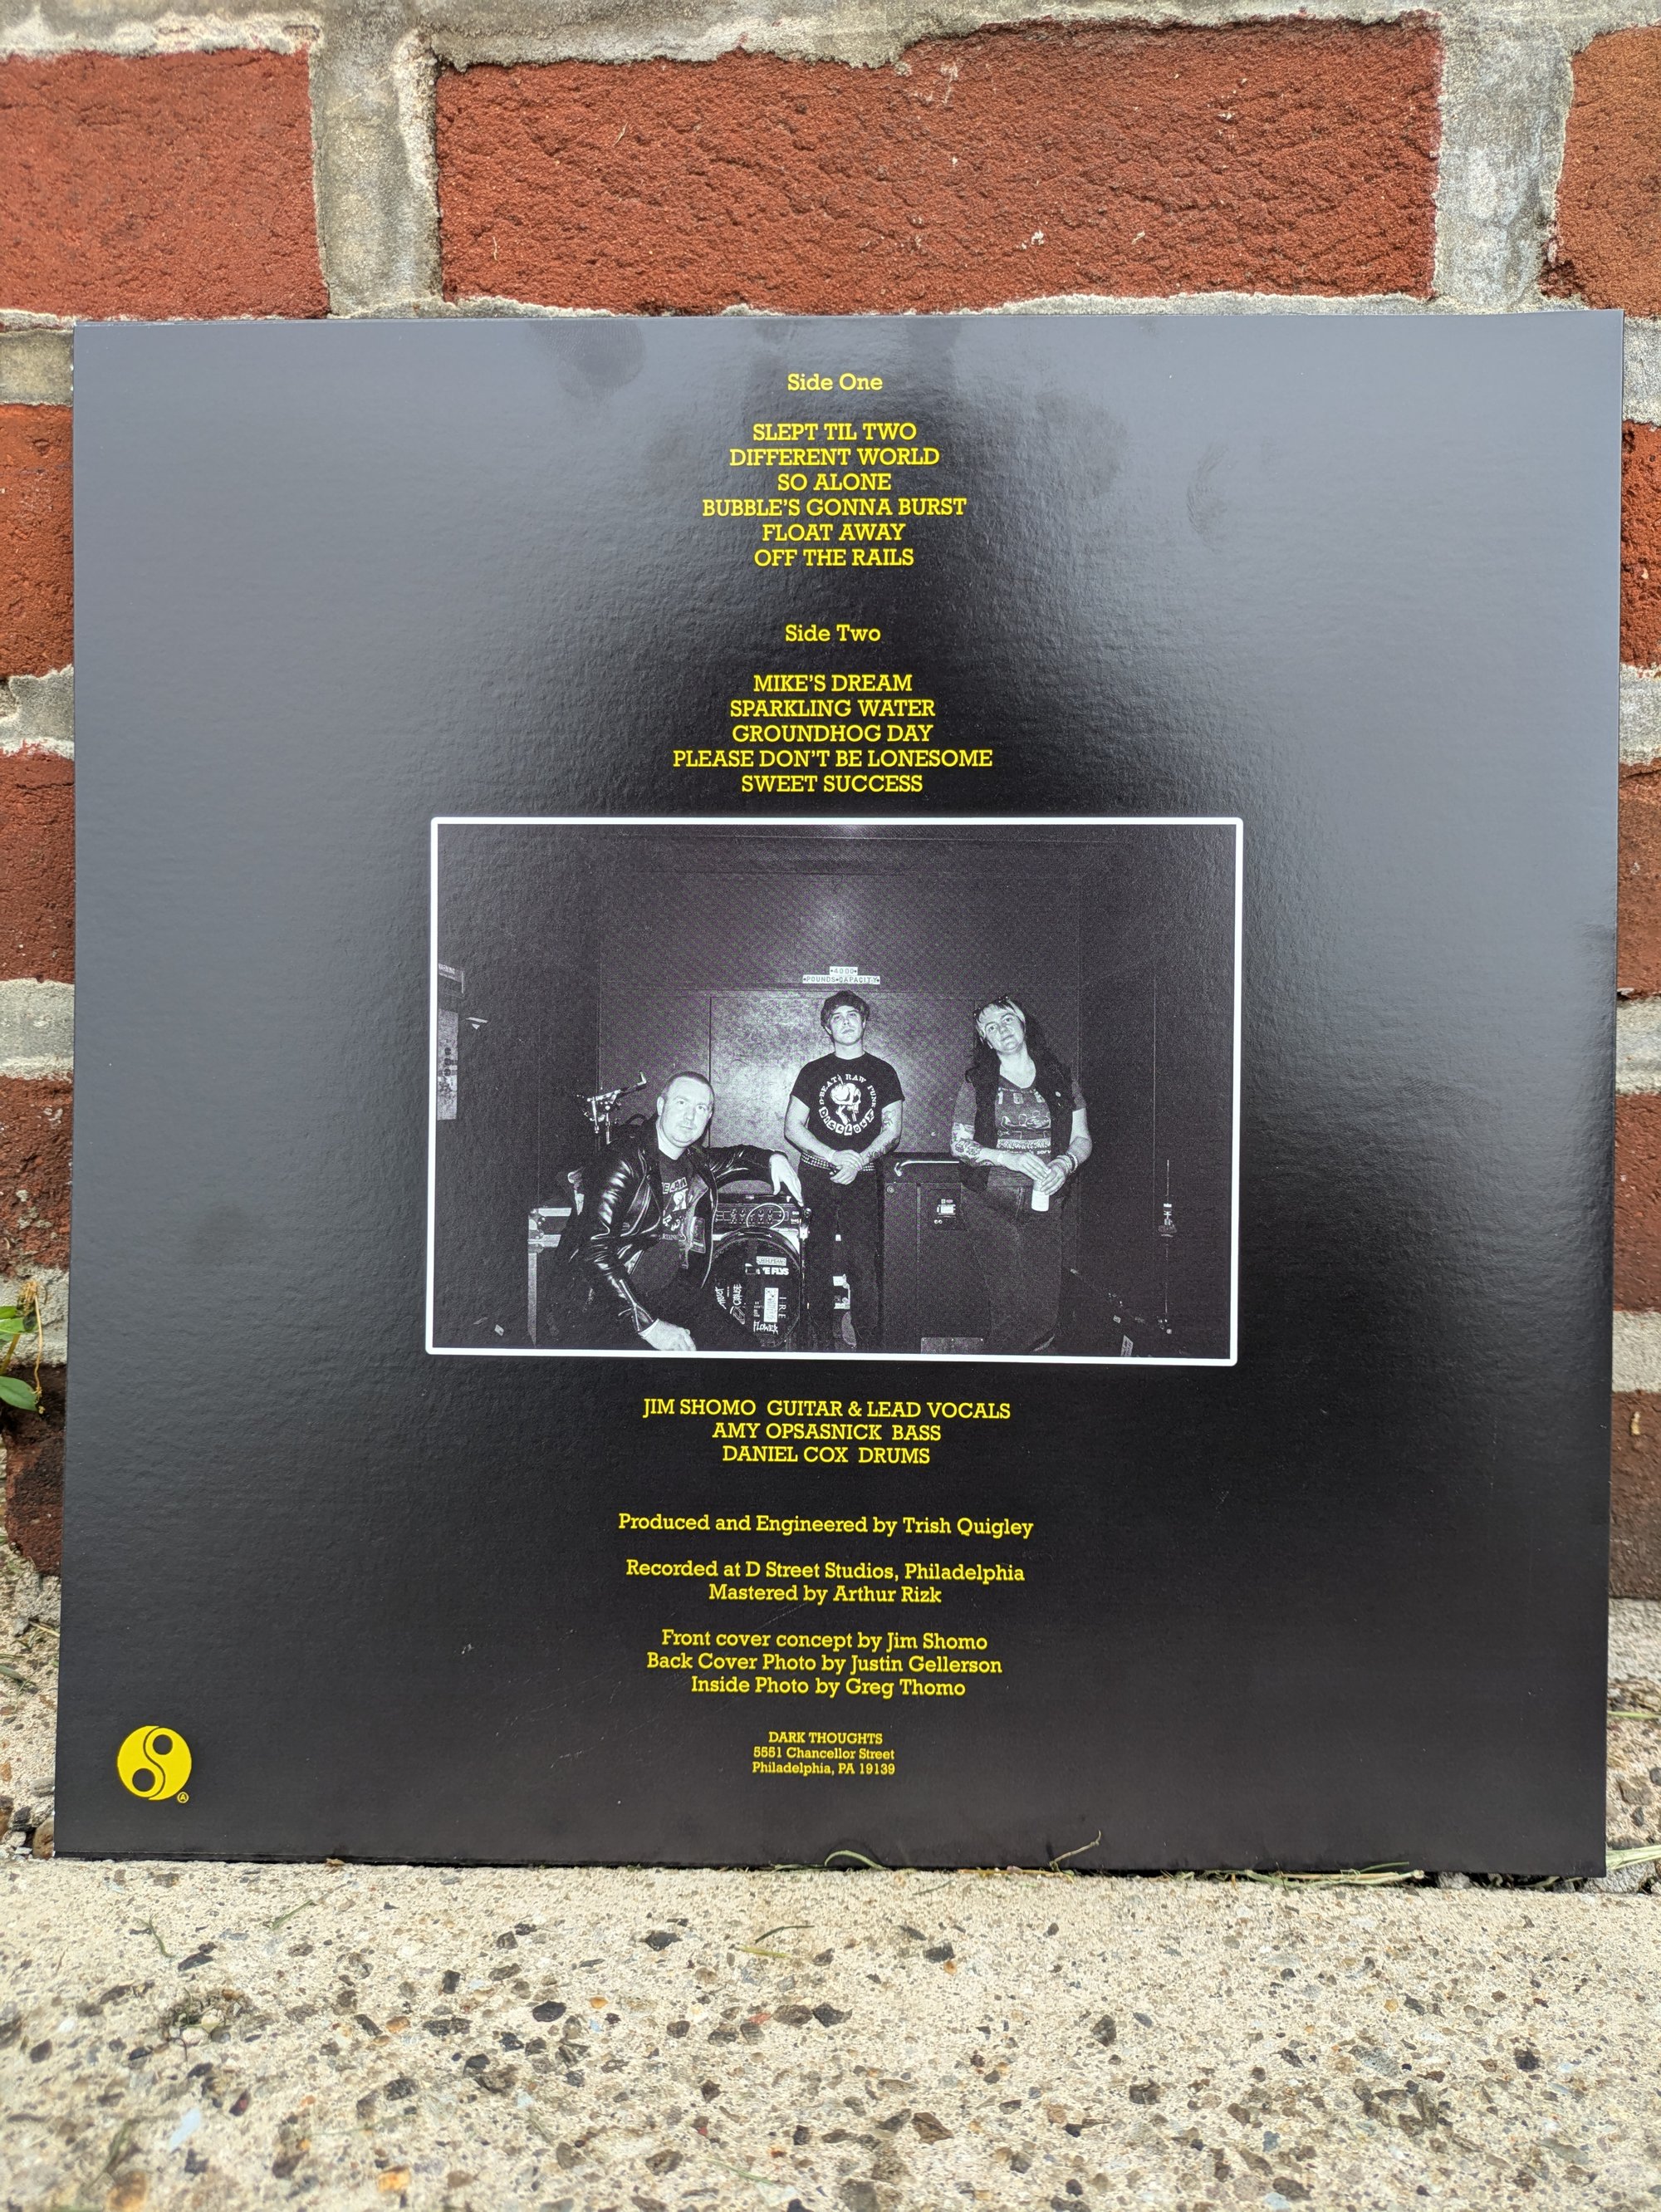 Side One
SLEPT TIL TWO
DIFFERENT WORLD
SO ALONE
BUBBLE'S GONNA BURST
FLOAT AWAY
OFF THE RAILS
Side Two
MIKE'S DREAM
SPARKLING WATER
GROUNDHOG DAY
PLEASE DON'T BE LONESOME
SWEET SUCCESS
4000
POUNDS CAPACITY
D-BEAT RAW PUNK
FLOWER
JIM SHOMO GUITAR & LEAD VOCALS
AMY OPSASNICK BASS
DANIEL COX DRUMS
Produced and Engineered by Trish Quigley
Recorded at D Street Studios, Philadelphia
Mastered by Arthur Rizk
Front cover concept by Jim Shomo
Back Cover Photo by Justin Gellerson
Inside Photo by Greg Thomo
DARK THOUGHTS
5551 Chancellor Street
Philadelphia, PA 19139